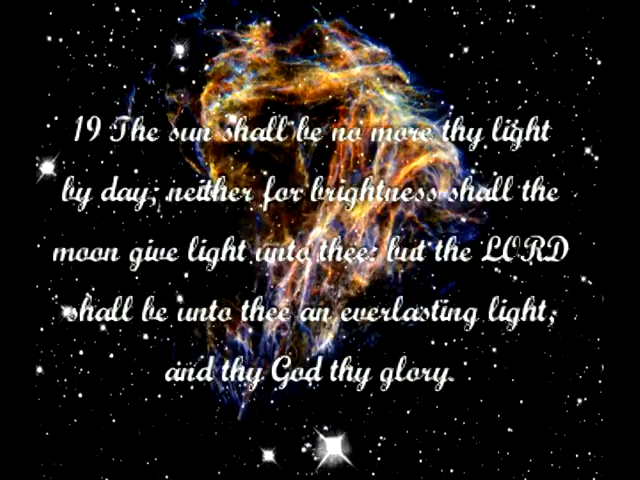 19 The sun shall be no more thy light
by day; neither for brightness shall the
moon give light unto thee: but the LORD
shall be unto thee an everlasting light,
and thy God thy glory.